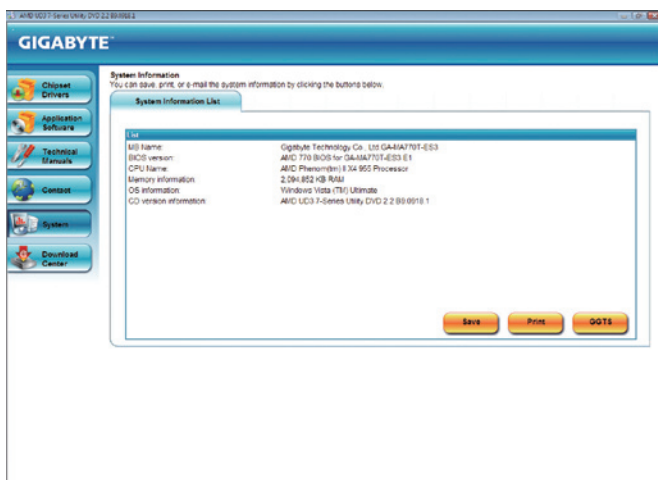 AMD UD3 7-Series Utility DVD 2.2 B9.0918.1
GIGABYTE™
Chipset
Drivers
Application
Software
Technical
Manuals
Contact
System
Download
Center
System Information
You can save, print, or e-mail the system information by clicking the buttons below.
System Information List
List
MB Name: Gigabyte Technology Co., Ltd GA-MA770T-ES3
BIOS version: AMD 770 BIOS for GA-MA770T-ES3 E1
CPU Name: AMD Phenom(tm) II X4 955 Processor
Memory information: 2,094,852 KB RAM
OS information: Windows Vista (TM) Ultimate
CD version information: AMD UD3 7-Series Utility DVD 2.2 B9.0918.1
Save Print GGTS